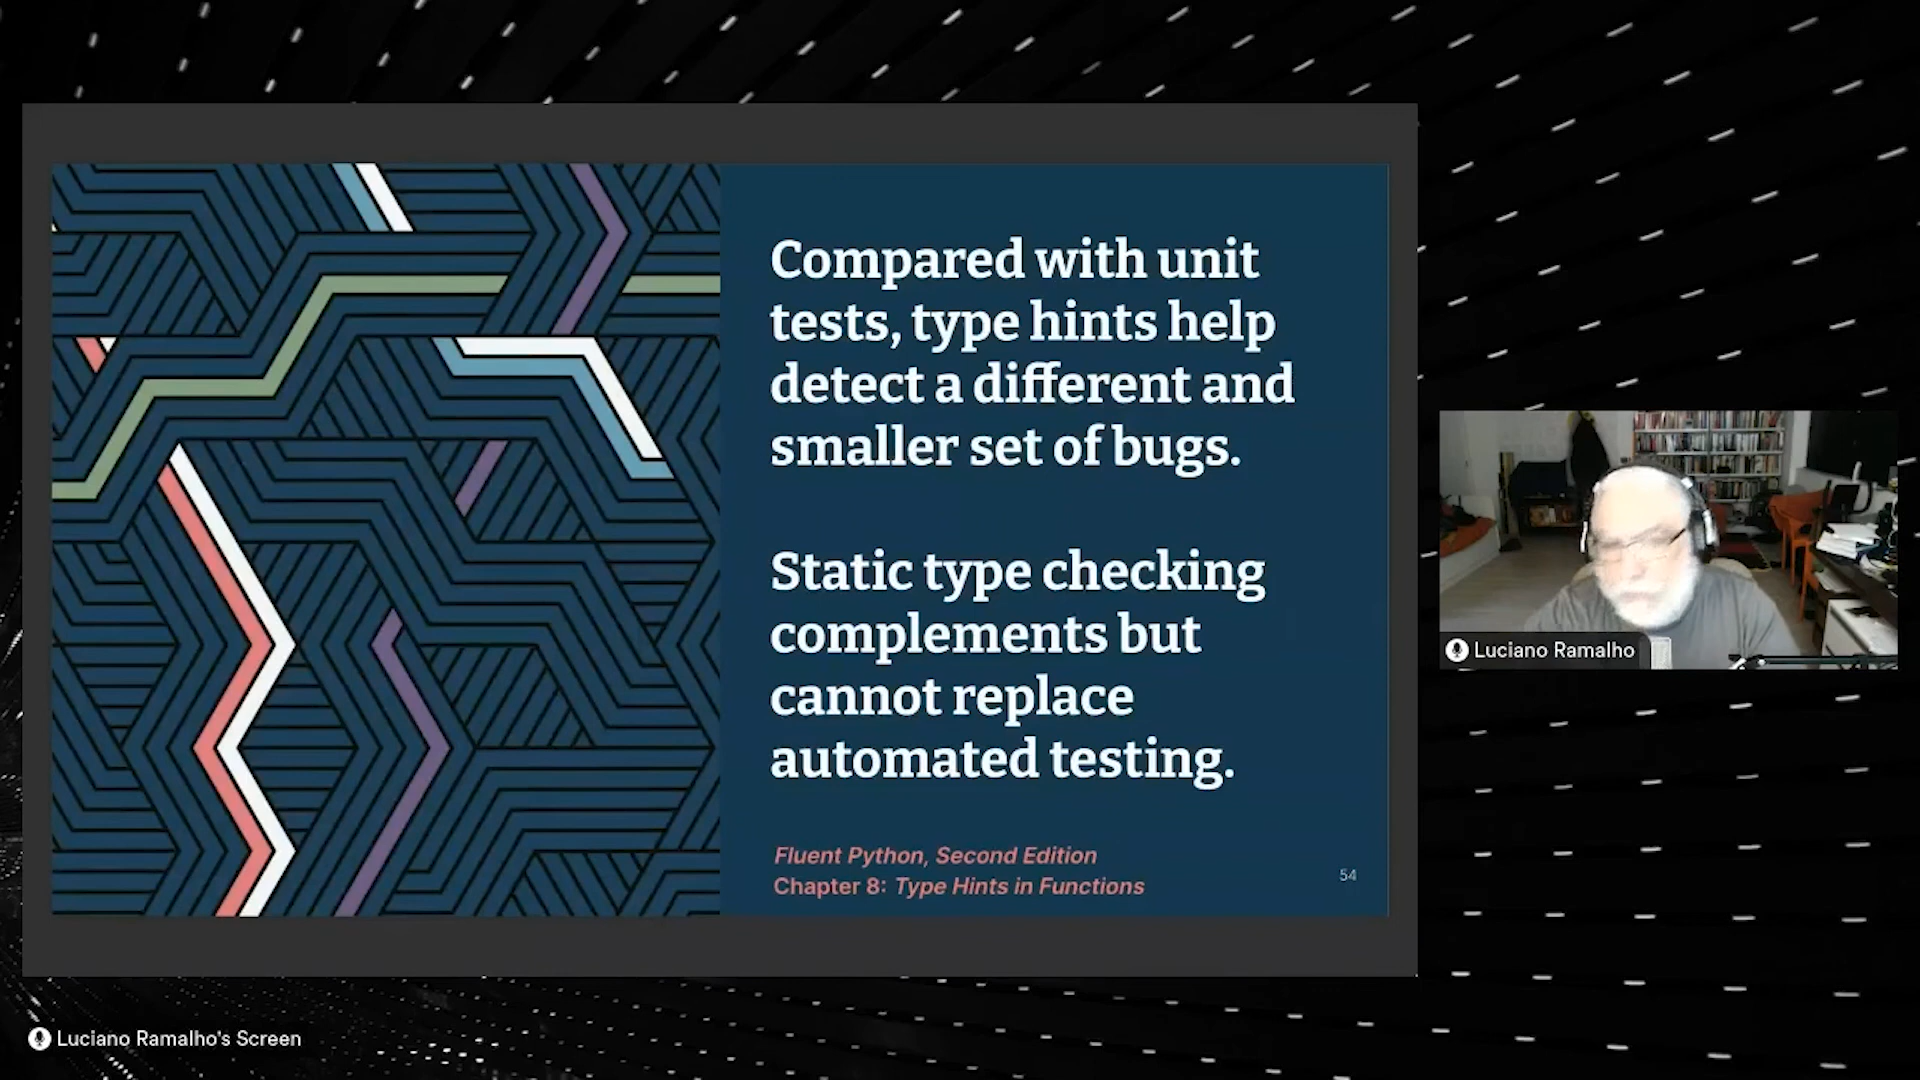 Compared with unit
tests, type hints help
detect a different and
smaller set of bugs.
Static type checking
complements but
cannot replace
automated testing.
Fluent Python, Second Edition
Chapter 8: Type Hints in Functions
54
Luciano Ramalho
Luciano Ramalho's Screen